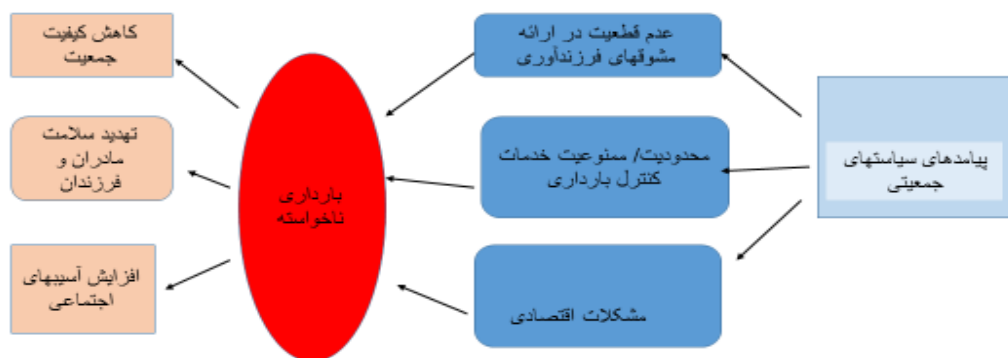 پیامدهای سیاستهای
جمعیتی
عدم قطعیت در ارائه
مشوقهای فرزندآوری
محدودیت/ ممنوعیت خدمات
کنترل بارداری
مشکلات اقتصادی
بارداری
ناخواسته
کاهش کیفیت
جمعیت
تهدید سلامت
مادران و
فرزندان
افزایش آسیبهای
اجتماعی